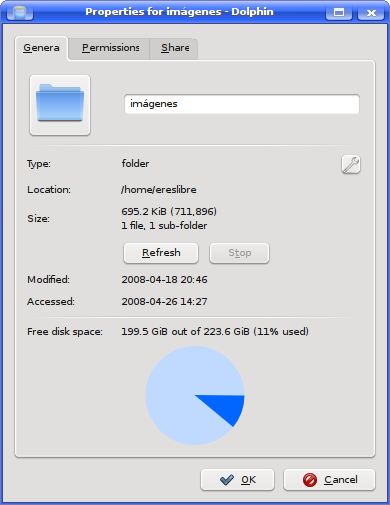 Properties for imágenes - Dolphin
Genera Permissions Share
imágenes
Type: folder
Location: /home/ereslibre
Size: 695.2 KiB (711,896)
1 file, 1 sub-folder
Refresh Stop
Modified: 2008-04-18 20:46
Accessed: 2008-04-26 14:27
Free disk space: 199.5 GiB out of 223.6 GiB (11% used)
OK Cancel